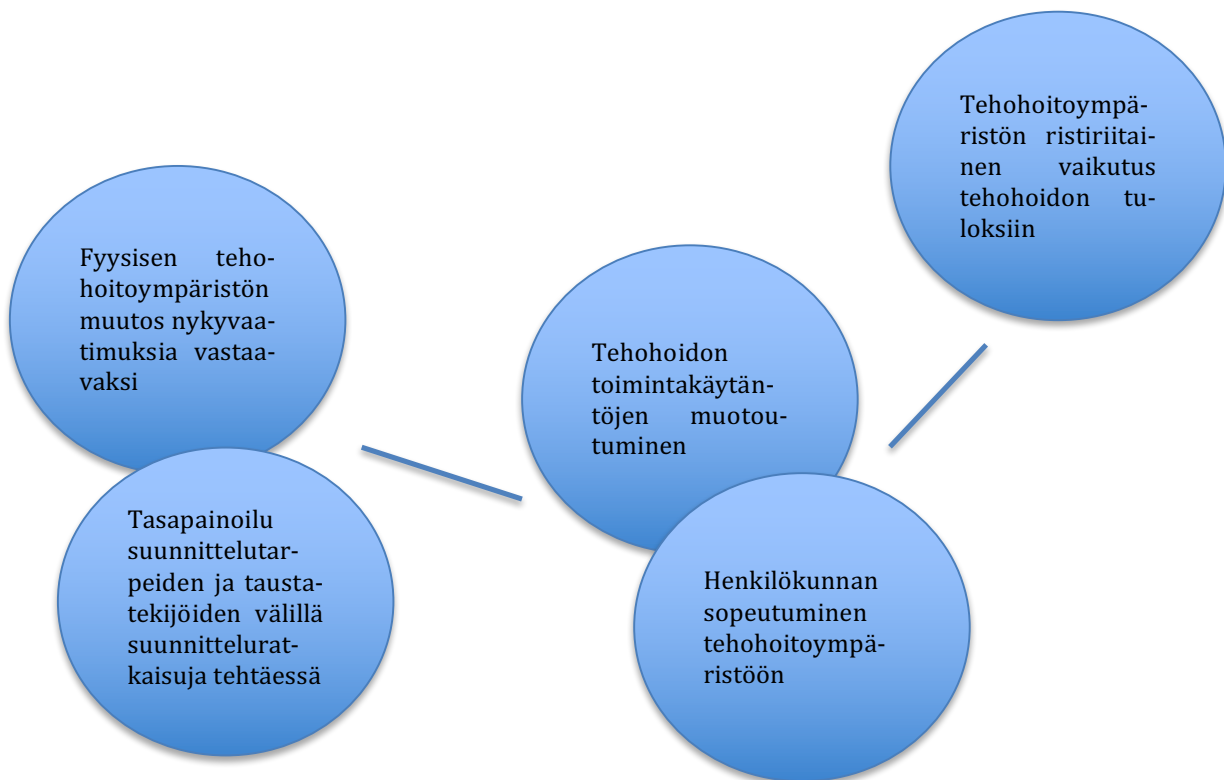 Fyysisen teho-
hoitoympäristön
muutos nykyvaa-
timuksia vastaa-
vaksi
Tasapainoilu
suunnittelutar-
peiden ja tausta-
tekijöiden välillä
suunnittelurat-
kaisuja tehtäessä
Tehohoidon
toimintakäytän-
töjen muotou-
tuminen
Henkilökunnan
sopeutuminen
tehohoitoympä-
ristöön
Tehohoitoympä-
ristön ristiriitai-
nen vaikutus
tehohoidon tu-
loksiin